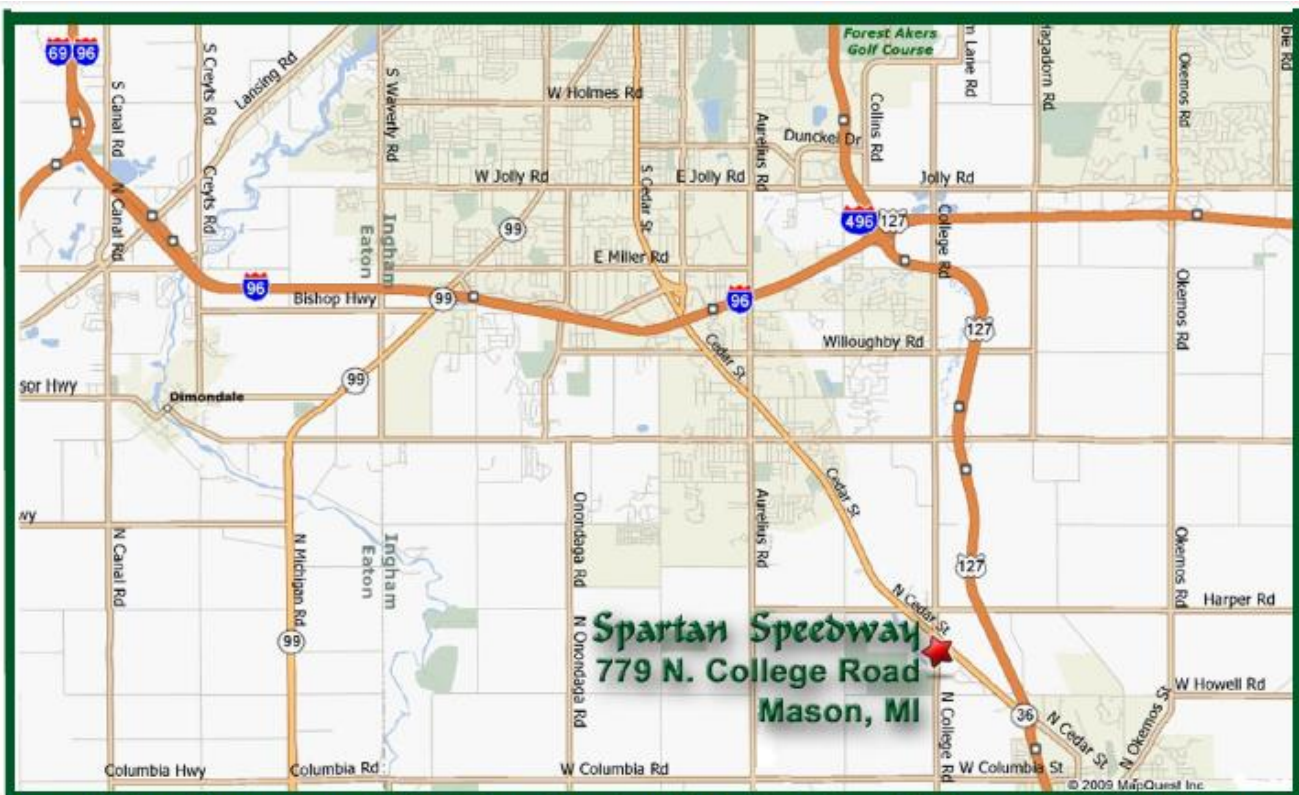 Forest Akers
Golf Course
69
96
S Creyts Rd
Lansing Rd
S Canal Rd
S Waverly Rd
W Holmes Rd
Aurelius Rd
Dunckel Dr
Collins Rd
Okemos Rd
W Jolly Rd
S Cedar St
E Jolly Rd
Jolly Rd
N Canal Rd
Creyts Rd
Ingham
Eaton
99
496
127
College Rd
E Miller Rd
96
Bishop Hwy
99
96
Okemos Rd
127
Willoughby Rd
Cedar St
99
Dimondale
Cedar St
Onondaga Rd
Aurelius Rd
N Canal Rd
N Michigan Rd
Ingham
Eaton
127
Okemos Rd
N Cedar St
Harper Rd
Spartan Speedway
779 N. College Road
Mason, MI
99
N Onondaga Rd
N College Rd
W Howell Rd
36
N Cedar St
N Okemos St
Columbia Hwy
Columbia Rd
W Columbia Rd
W Columbia St
© 2009 MapQuest Inc